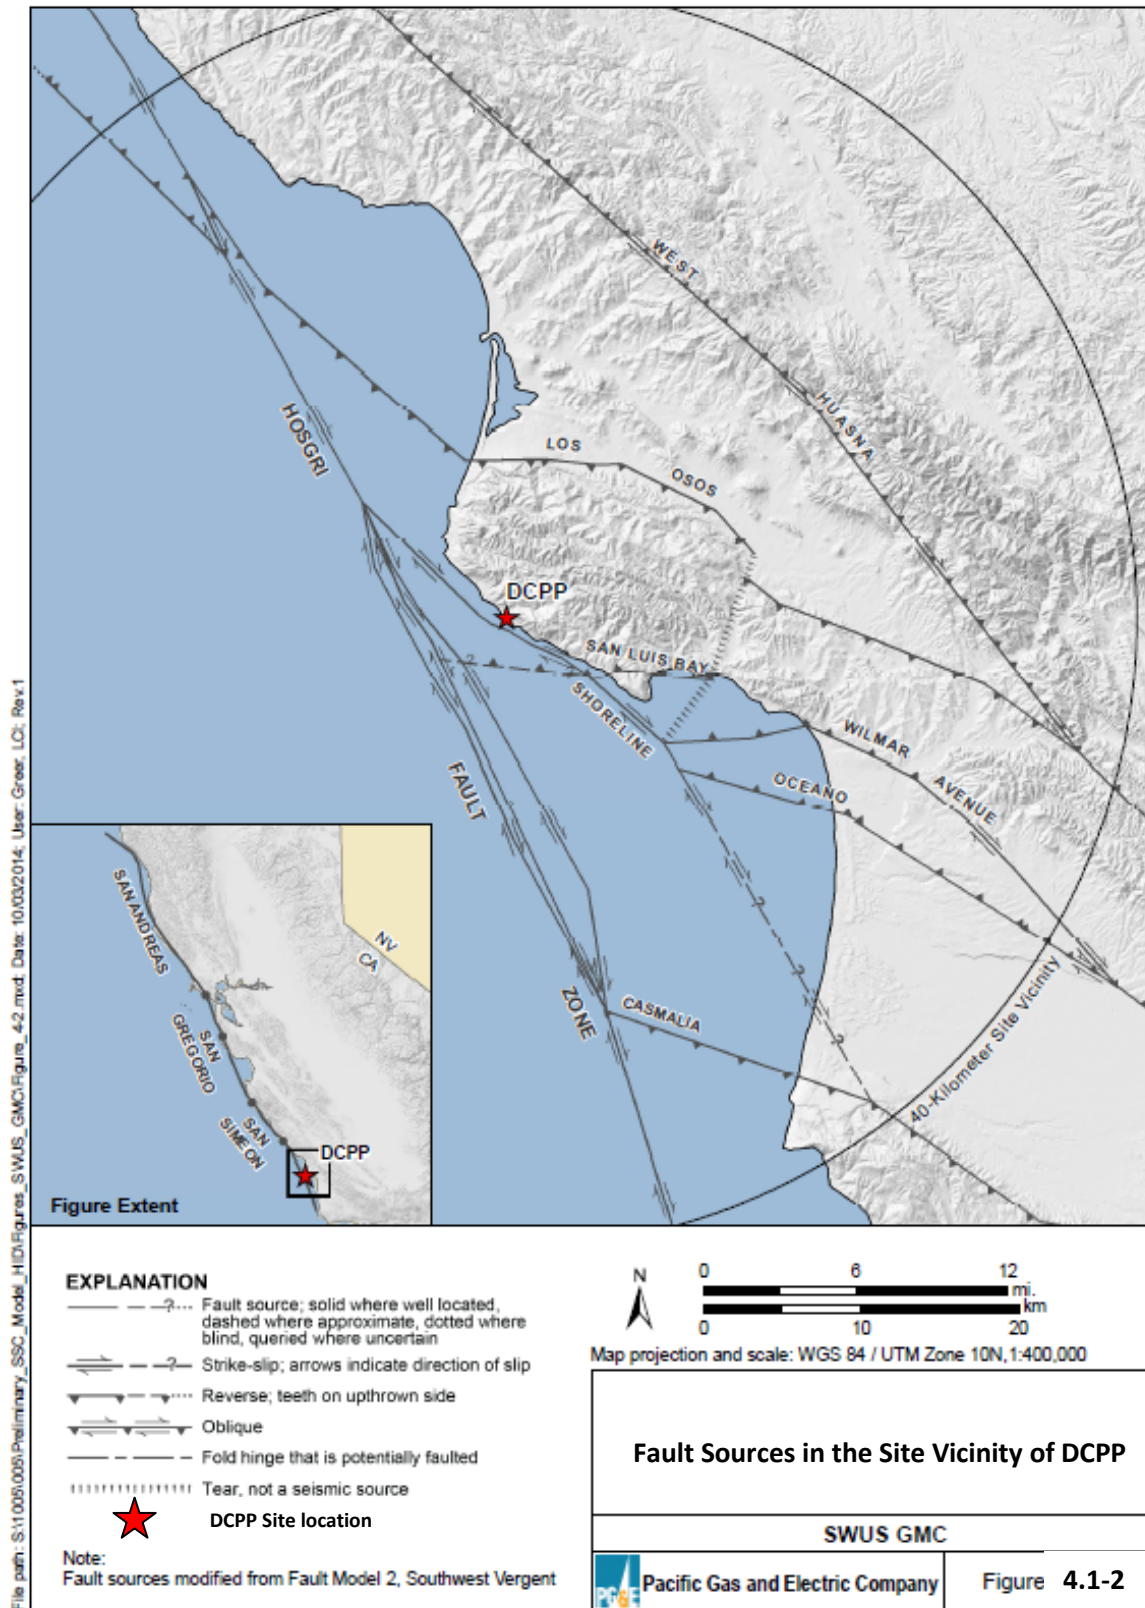 WEST
HUASNA
HOSGRI
LOS
OSOS
DCPP
SAN LUIS BAY
?
SHORELINE
WILMAR
AVENUE
OCEANO
FAULT
ZONE
?
CASMALIA
?
40-Kilometer Site Vicinity
SAN ANDREAS
NV
CA
SAN
GREGORIO
SAN
SIMEON
DCPP
Figure Extent
File path: S:\1005\005\Preliminary_SSC_Model_HID\Figures_SWUS_GMC\Figure_4-2.mxd; Date: 10/03/2014; User: Greer, LCI; Rev.1
EXPLANATION
?
Fault source; solid where well located,
dashed where approximate, dotted where
blind, queried where uncertain
?
Strike-slip; arrows indicate direction of slip
Reverse; teeth on upthrown side
Oblique
Fold hinge that is potentially faulted
Tear, not a seismic source
DCPP Site location
Note:
Fault sources modified from Fault Model 2, Southwest Vergent
N
0 6 12
mi.
km
0 10 20
Map projection and scale: WGS 84 / UTM Zone 10N,1:400,000
Fault Sources in the Site Vicinity of DCPP
SWUS GMC
PG&E Pacific Gas and Electric Company
Figure 4.1-2